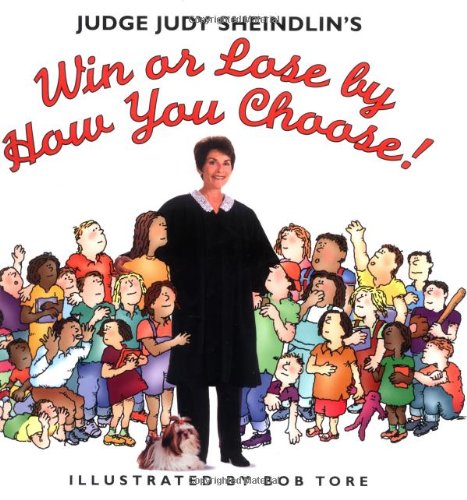 JUDGE JUDY SHEINDLIN'S
Win or Lose by
How You Choose!
ILLUSTRATED BY BOB TORE